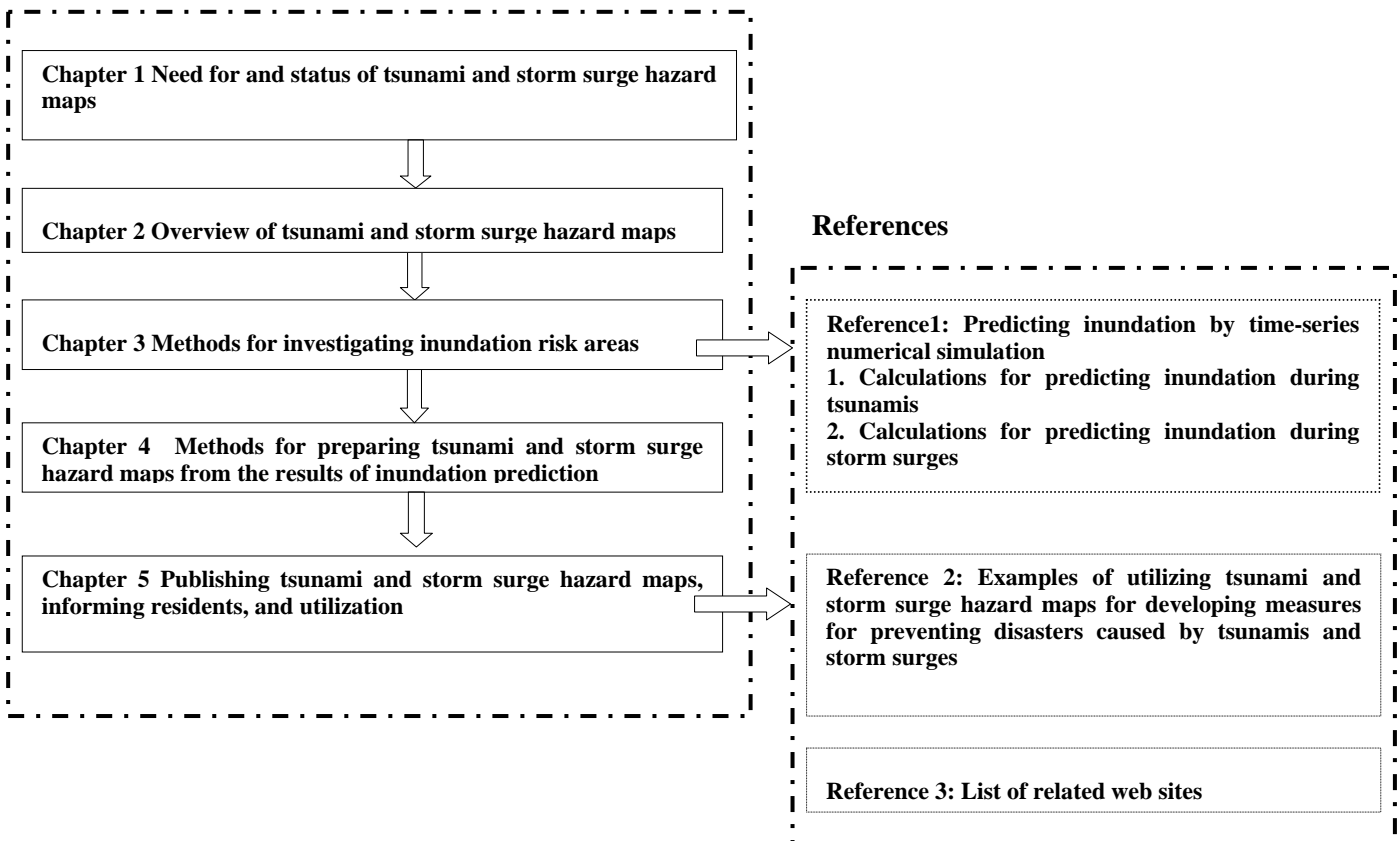 Chapter 1 Need for and status of tsunami and storm surge hazard
maps
Chapter 2 Overview of tsunami and storm surge hazard maps
Chapter 3 Methods for investigating inundation risk areas
Chapter 4 Methods for preparing tsunami and storm surge
hazard maps from the results of inundation prediction
Chapter 5 Publishing tsunami and storm surge hazard maps,
informing residents, and utilization
References
Reference1: Predicting inundation by time-series
numerical simulation
1. Calculations for predicting inundation during
tsunamis
2. Calculations for predicting inundation during
storm surges
Reference 2: Examples of utilizing tsunami and
storm surge hazard maps for developing measures
for preventing disasters caused by tsunamis and
storm surges
Reference 3: List of related web sites